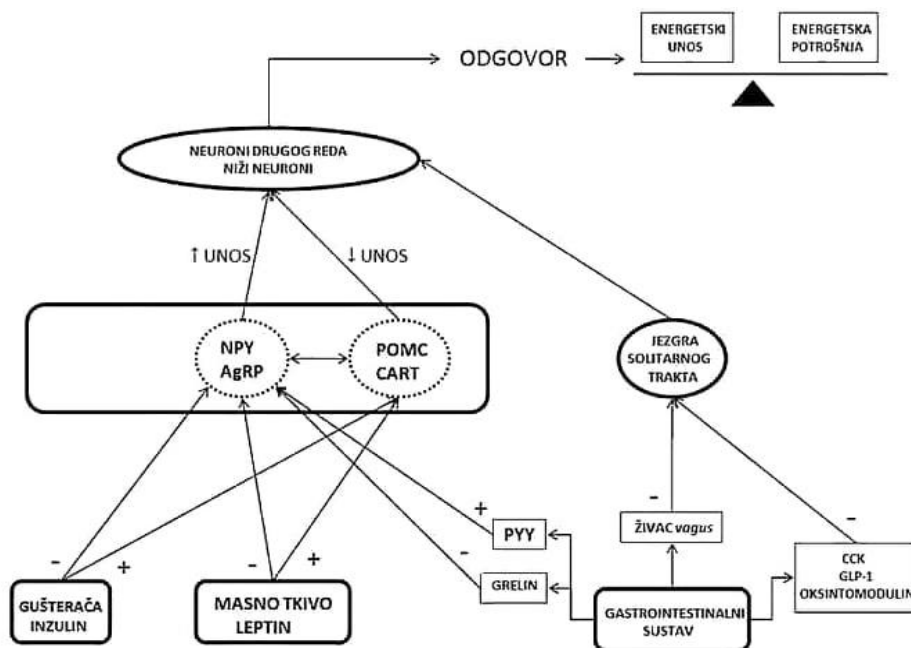 ENERGETSKI
UNOS
ENERGETSKA
POTROŠNJA
ODGOVOR
NEURONI DRUGOG REDA
NIŽI NEURONI
↑ UNOS
↓ UNOS
NPY
AgRP
POMC
CART
JEZGRA
SOLITARNOG
TRAKTA
+
PYY
-
GRELIN
-
ŽIVAC vagus
-
CCK
GLP-1
OKSINTOMODULIN
-
+
GUŠTERAČA
INZULIN
-
+
MASNO TKIVO
LEPTIN
GASTROINTESTINALNI
SUSTAV